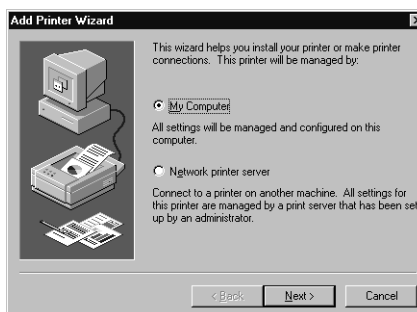 Add Printer Wizard
This wizard helps you install your printer or make printer
connections. This printer will be managed by:
My Computer
All settings will be managed and configured on this
computer.
Network printer server
Connect to a printer on another machine. All settings for
this printer are managed by a print server that has been set
up by an administrator.
< Back Next > Cancel